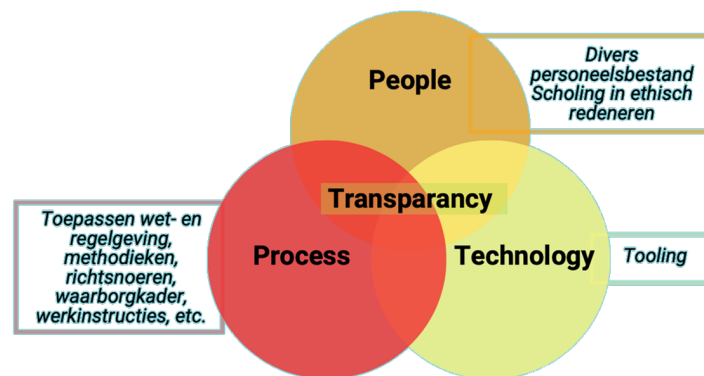 People
Divers
personeelsbestand
Scholing in ethisch
redeneren
Transparancy
Toepassen wet- en
regelgeving,
methodieken,
richtsnoeren,
waarborgkader,
werkinstructies, etc.
Process
Technology
Tooling